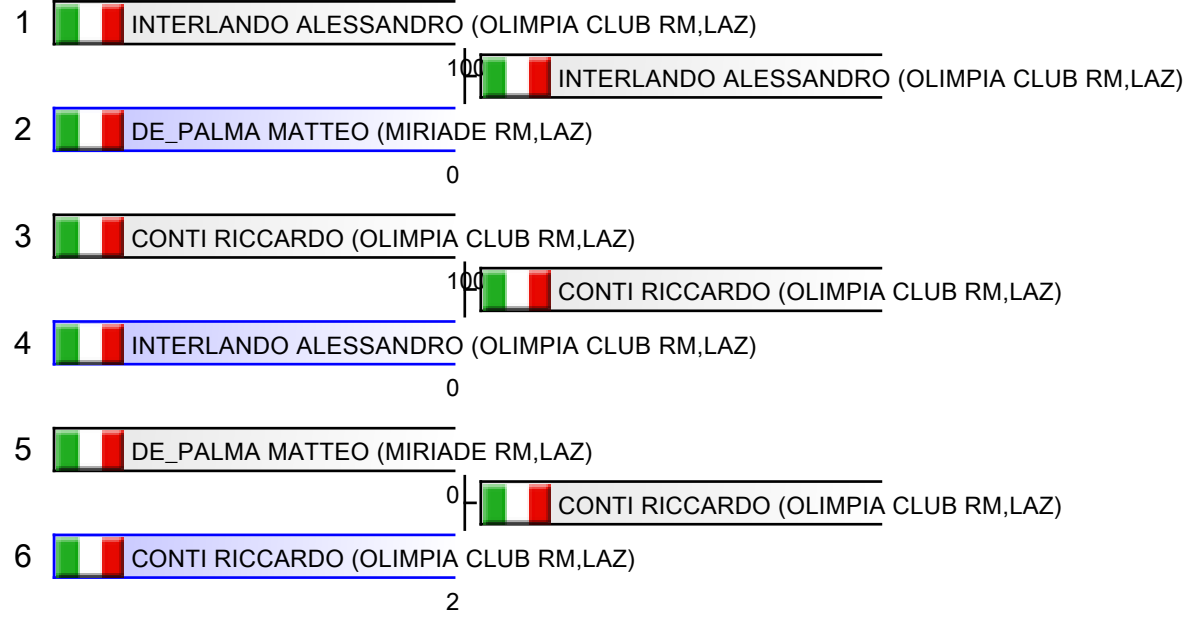 1 INTERLANDO ALESSANDRO (OLIMPIA CLUB RM,LAZ)
100 INTERLANDO ALESSANDRO (OLIMPIA CLUB RM,LAZ)
2 DE_PALMA MATTEO (MIRIADE RM,LAZ)
0
3 CONTI RICCARDO (OLIMPIA CLUB RM,LAZ)
100 CONTI RICCARDO (OLIMPIA CLUB RM,LAZ)
4 INTERLANDO ALESSANDRO (OLIMPIA CLUB RM,LAZ)
0
5 DE_PALMA MATTEO (MIRIADE RM,LAZ)
0 CONTI RICCARDO (OLIMPIA CLUB RM,LAZ)
6 CONTI RICCARDO (OLIMPIA CLUB RM,LAZ)
2